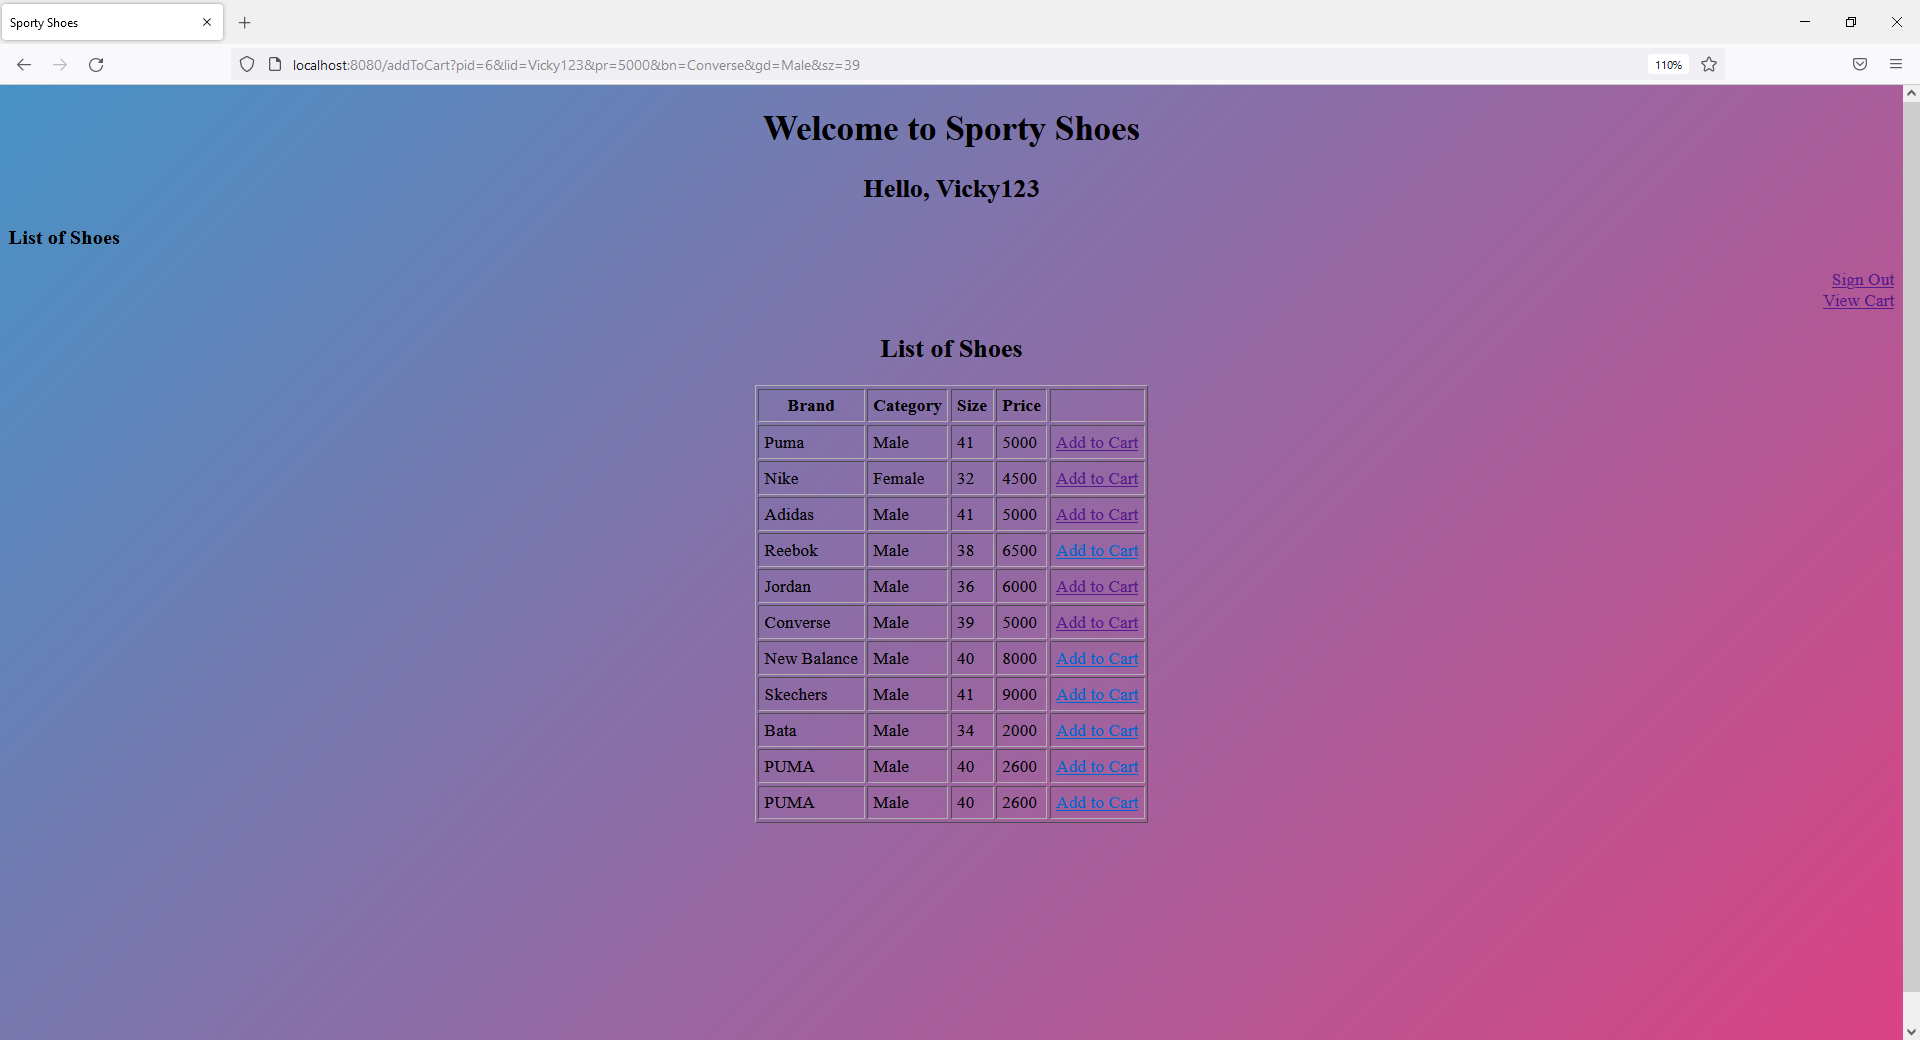 Sporty Shoes
localhost:8080/addToCart?pid=6&lid=Vicky123&pr=5000&bn=Converse&gd=Male&sz=39
110%
Welcome to Sporty Shoes
Hello, Vicky123
List of Shoes
Sign Out
View Cart
List of Shoes
Brand Category Size Price
Puma Male 41 5000 Add to Cart
Nike Female 32 4500 Add to Cart
Adidas Male 41 5000 Add to Cart
Reebok Male 38 6500 Add to Cart
Jordan Male 36 6000 Add to Cart
Converse Male 39 5000 Add to Cart
New Balance Male 40 8000 Add to Cart
Skechers Male 41 9000 Add to Cart
Bata Male 34 2000 Add to Cart
PUMA Male 40 2600 Add to Cart
PUMA Male 40 2600 Add to Cart